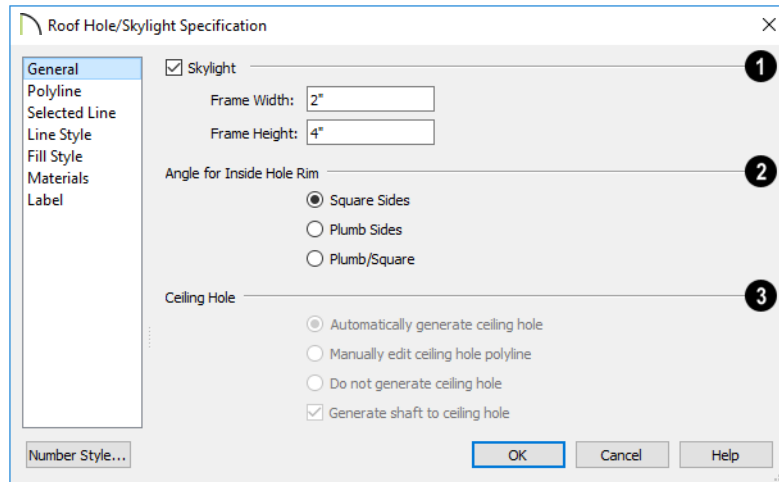 Roof Hole/Skylight Specification
General
Polyline
Selected Line
Line Style
Fill Style
Materials
Label
Skylight
1
Frame Width: 2"
Frame Height: 4"
Angle for Inside Hole Rim
2
Square Sides
Plumb Sides
Plumb/Square
Ceiling Hole
3
Automatically generate ceiling hole
Manually edit ceiling hole polyline
Do not generate ceiling hole
Generate shaft to ceiling hole
Number Style...
OK
Cancel
Help